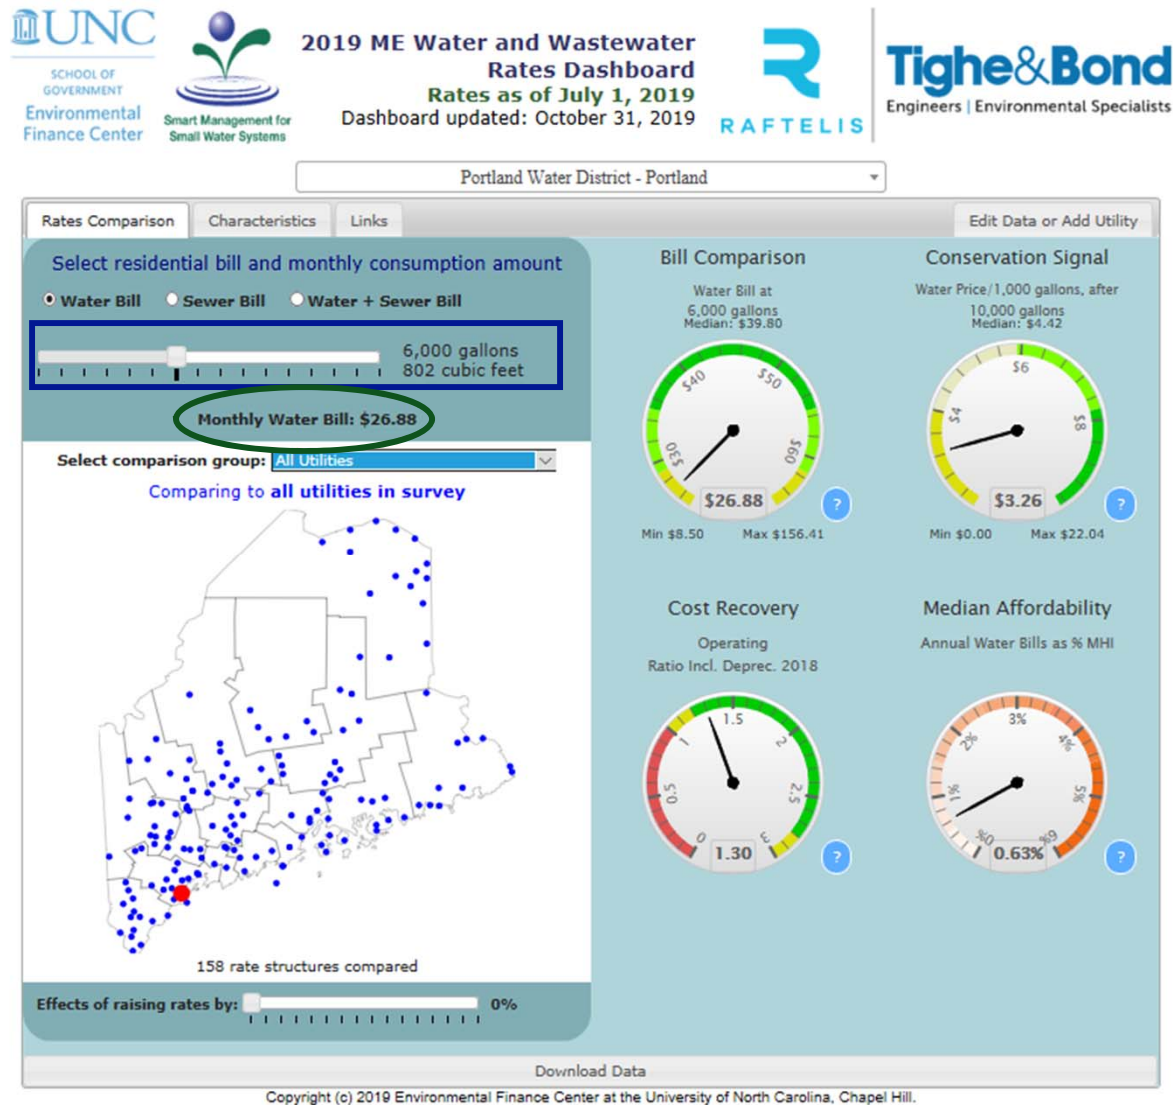 UNC
SCHOOL OF
GOVERNMENT
Environmental
Finance Center
Smart Management for
Small Water Systems
2019 ME Water and Wastewater
Rates Dashboard
Rates as of July 1, 2019
Dashboard updated: October 31, 2019
RAFTELIS
Tighe&Bond
Engineers | Environmental Specialists
Portland Water District - Portland
Rates Comparison
Characteristics
Links
Edit Data or Add Utility
Select residential bill and monthly consumption amount
Water Bill
Sewer Bill
Water + Sewer Bill
6,000 gallons
802 cubic feet
Monthly Water Bill: $26.88
Select comparison group: All Utilities
Comparing to all utilities in survey
158 rate structures compared
Effects of raising rates by: 0%
Bill Comparison
Water Bill at
6,000 gallons
Median: $39.80
$30
$40
$50
$60
$26.88
?
Min $8.50
Max $156.41
Conservation Signal
Water Price/1,000 gallons, after
10,000 gallons
Median: $4.42
$4
$6
$8
$3.26
?
Min $0.00
Max $22.04
Cost Recovery
Operating
Ratio Incl. Deprec. 2018
0
0.5
1
1.5
2
2.5
3
1.30
?
Median Affordability
Annual Water Bills as % MHI
0%
1%
2%
3%
4%
5%
6%
0.63%
?
Download Data
Copyright (c) 2019 Environmental Finance Center at the University of North Carolina, Chapel Hill.